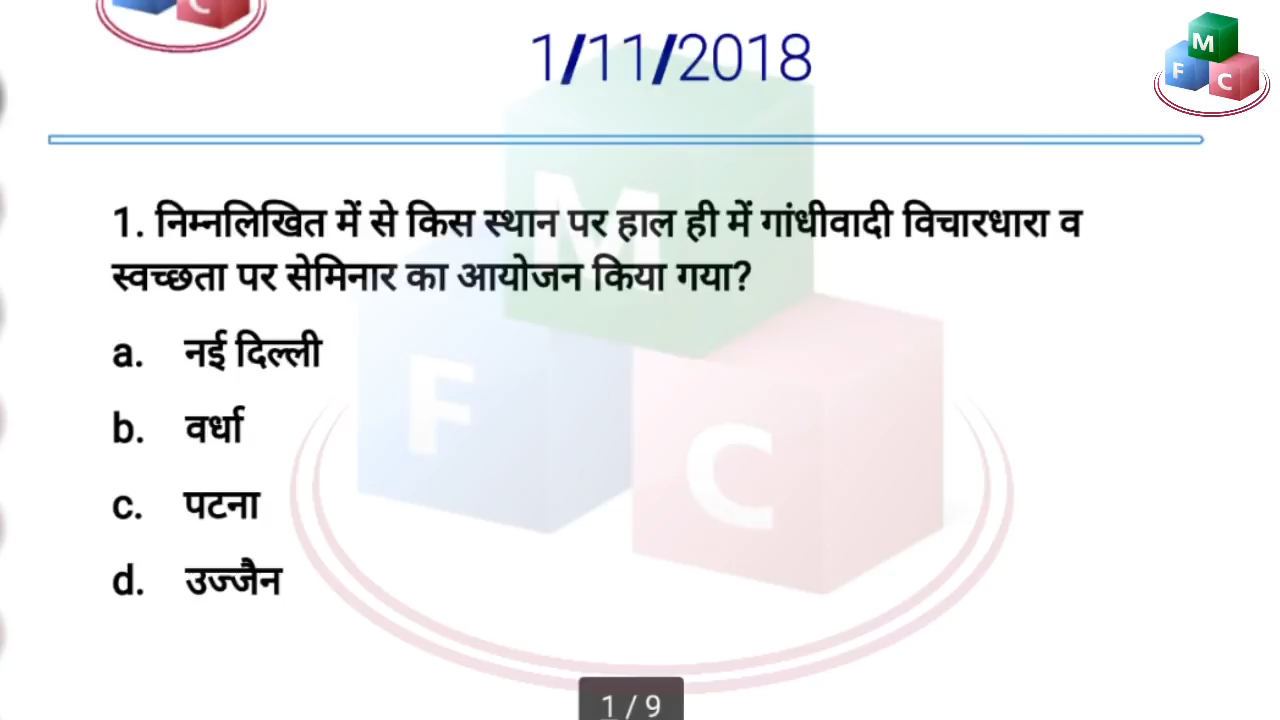 1/11/2018
M
F
C
1. निम्नलिखित में से किस स्थान पर हाल ही में गांधीवादी विचारधारा व
स्वच्छता पर सेमिनार का आयोजन किया गया?
a. नई दिल्ली
b. वर्धा
c. पटना
d. उज्जैन
M
F
C
1 / 9